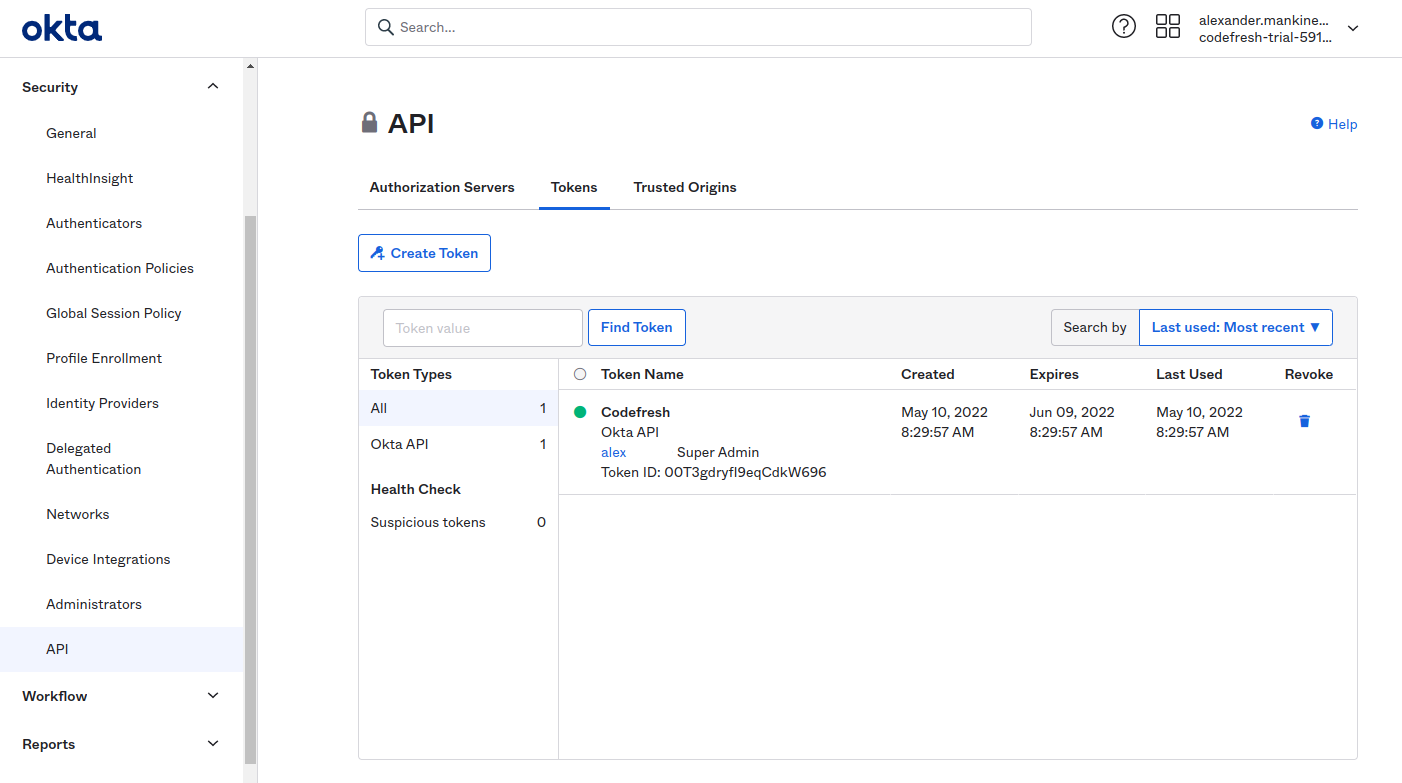 okta
Search...
alexander.mankine...
codefresh-trial-591...
Security
General
HealthInsight
Authenticators
Authentication Policies
Global Session Policy
Profile Enrollment
Identity Providers
Delegated
Authentication
Networks
Device Integrations
Administrators
API
Workflow
Reports
API
Help
Authorization Servers Tokens Trusted Origins
Create Token
Token value Find Token Search by Last used: Most recent ▼
Token Types
All 1
Okta API 1
Health Check
Suspicious tokens 0
Token Name Created Expires Last Used Revoke
Codefresh May 10, 2022 Jun 09, 2022 May 10, 2022
Okta API 8:29:57 AM 8:29:57 AM 8:29:57 AM
alex Super Admin
Token ID: 00T3gdryfl9eqCdkW696